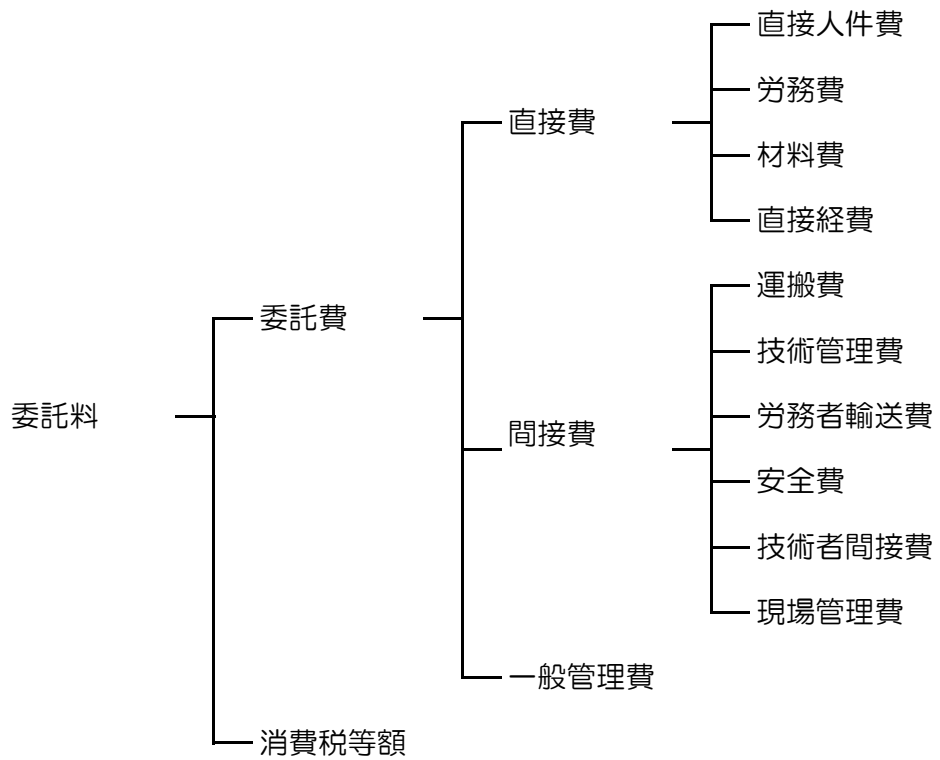 直接人件費
労務費
直接費
材料費
直接経費
運搬費
委託費
技術管理費
委託料
労務者輸送費
間接費
安全費
技術者間接費
現場管理費
一般管理費
消費税等額